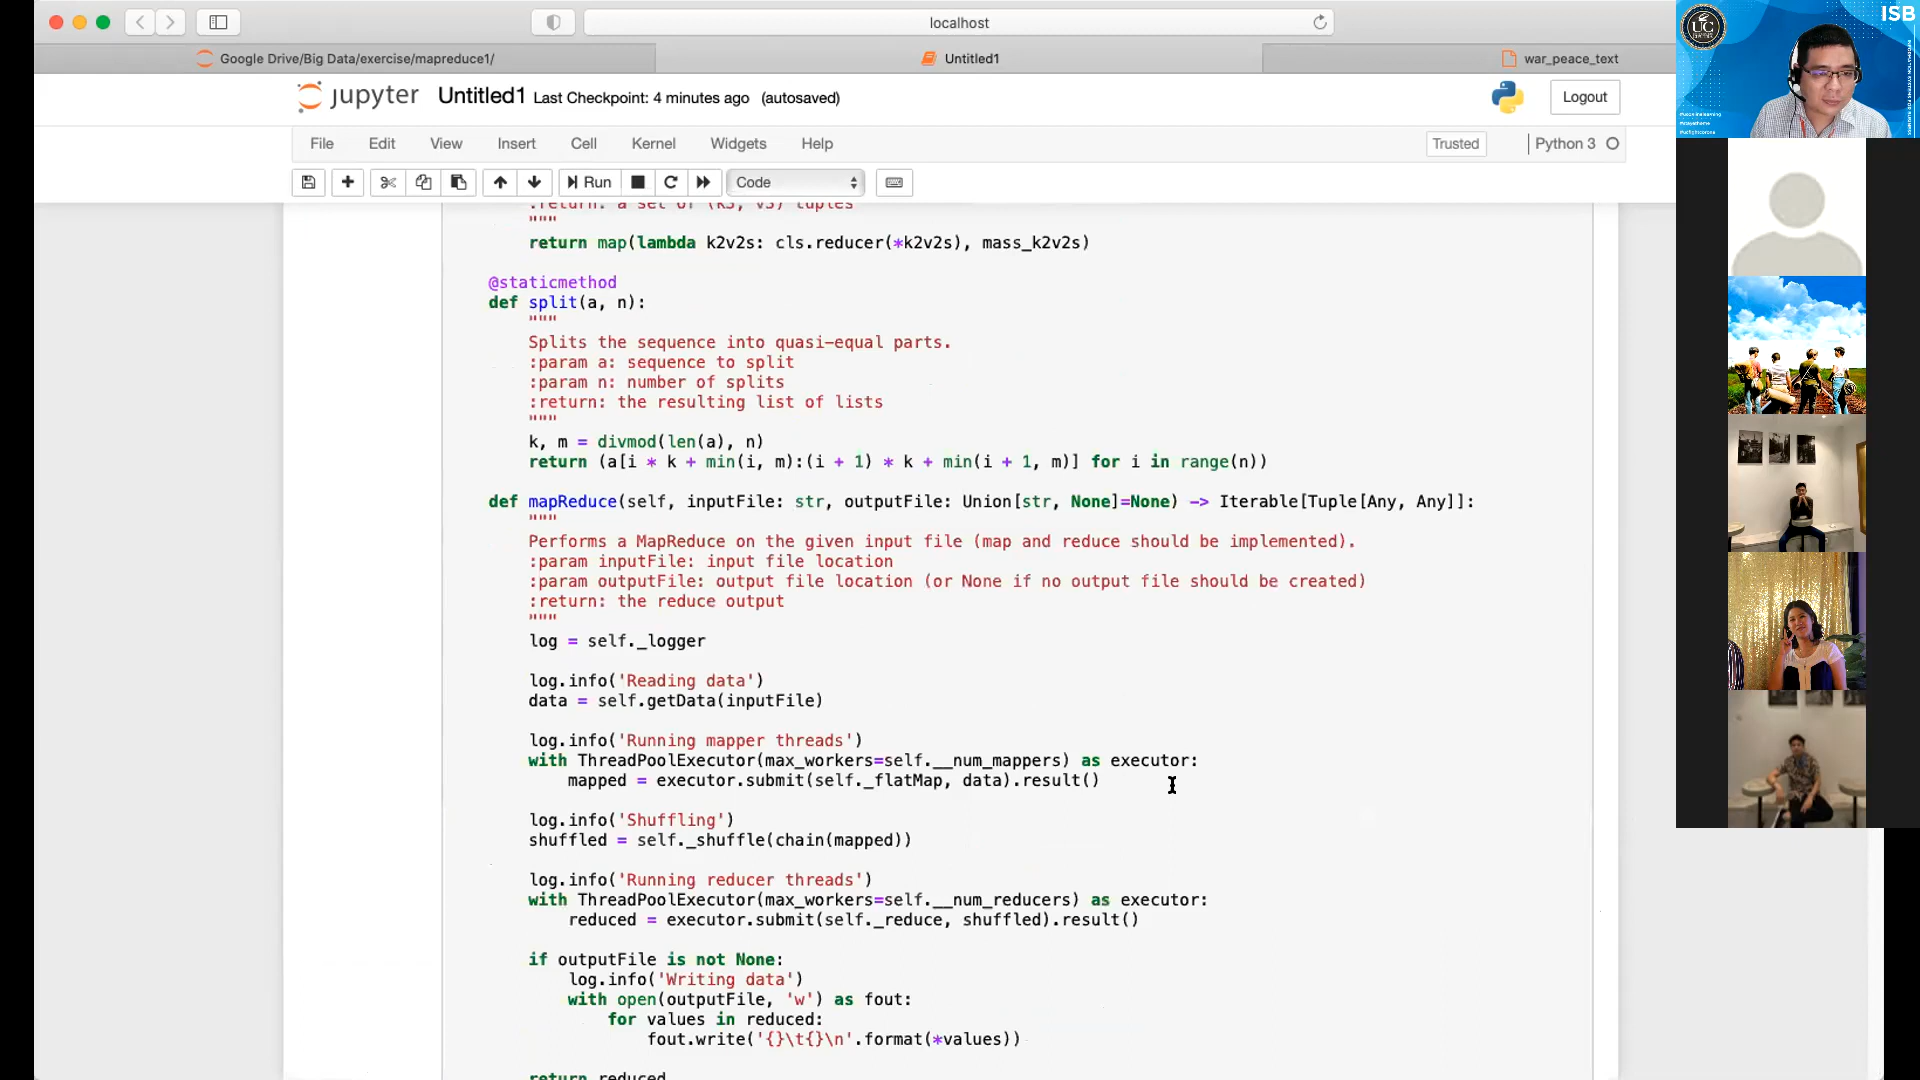 localhost
Google Drive/Big Data/exercise/mapreduce1/
Untitled1
war_peace_text
jupyter Untitled1 Last Checkpoint: 4 minutes ago (autosaved)
Logout
File Edit View Insert Cell Kernel Widgets Help
Trusted
Python 3
Run
Code
:return: a set of (k3, v3) tuples
"""
return map(lambda k2v2s: cls.reducer(*k2v2s), mass_k2v2s)
@staticmethod
def split(a, n):
"""
Splits the sequence into quasi-equal parts.
:param a: sequence to split
:param n: number of splits
:return: the resulting list of lists
"""
k, m = divmod(len(a), n)
return (a[i * k + min(i, m):(i + 1) * k + min(i + 1, m)] for i in range(n))
def mapReduce(self, inputFile: str, outputFile: Union[str, None]=None) -> Iterable[Tuple[Any, Any]]:
"""
Performs a MapReduce on the given input file (map and reduce should be implemented).
:param inputFile: input file location
:param outputFile: output file location (or None if no output file should be created)
:return: the reduce output
"""
log = self._logger
log.info('Reading data')
data = self.getData(inputFile)
log.info('Running mapper threads')
with ThreadPoolExecutor(max_workers=self.__num_mappers) as executor:
mapped = executor.submit(self._flatMap, data).result()
log.info('Shuffling')
shuffled = self._shuffle(chain(mapped))
log.info('Running reducer threads')
with ThreadPoolExecutor(max_workers=self.__num_reducers) as executor:
reduced = executor.submit(self._reduce, shuffled).result()
if outputFile is not None:
log.info('Writing data')
with open(outputFile, 'w') as fout:
for values in reduced:
fout.write('{}\t{}\n'.format(*values))
return reduced
UC
ISB